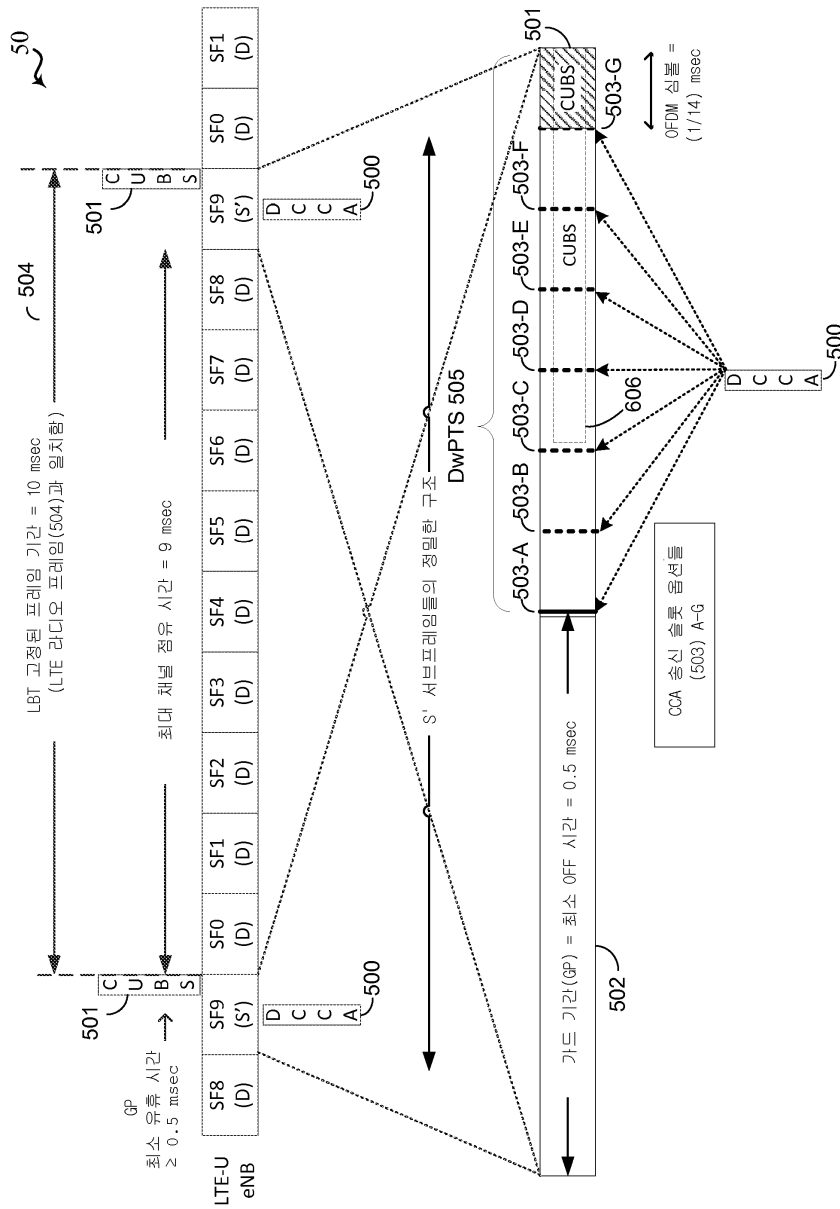 50
504
LBT 고정된 프레임 기간 = 10 msec
(LTE 라디오 프레임(504)과 일치함)
GP
최소 유휴 시간
≥ 0.5 msec
501
CUBS
최대 채널 점유 시간 = 9 msec
501
CUBS
LTE-U
eNB
SF8
(D)
SF9
(S')
SF0
(D)
SF1
(D)
SF2
(D)
SF3
(D)
SF4
(D)
SF5
(D)
SF6
(D)
SF7
(D)
SF8
(D)
SF9
(S')
SF0
(D)
SF1
(D)
DCCA
500
DCCA
500
S' 서브프레임들의 정밀한 구조
DwPTS 505
503-A
503-B
503-C
503-D
503-E
503-F
501
가드 기간(GP) = 최소 OFF 시간 = 0.5 msec
CUBS
CUBS
502
606
503-G
OFDM 심볼 =
(1/14) msec
CCA 송신 슬롯 옵션들
(503) A-G
DCCA
500